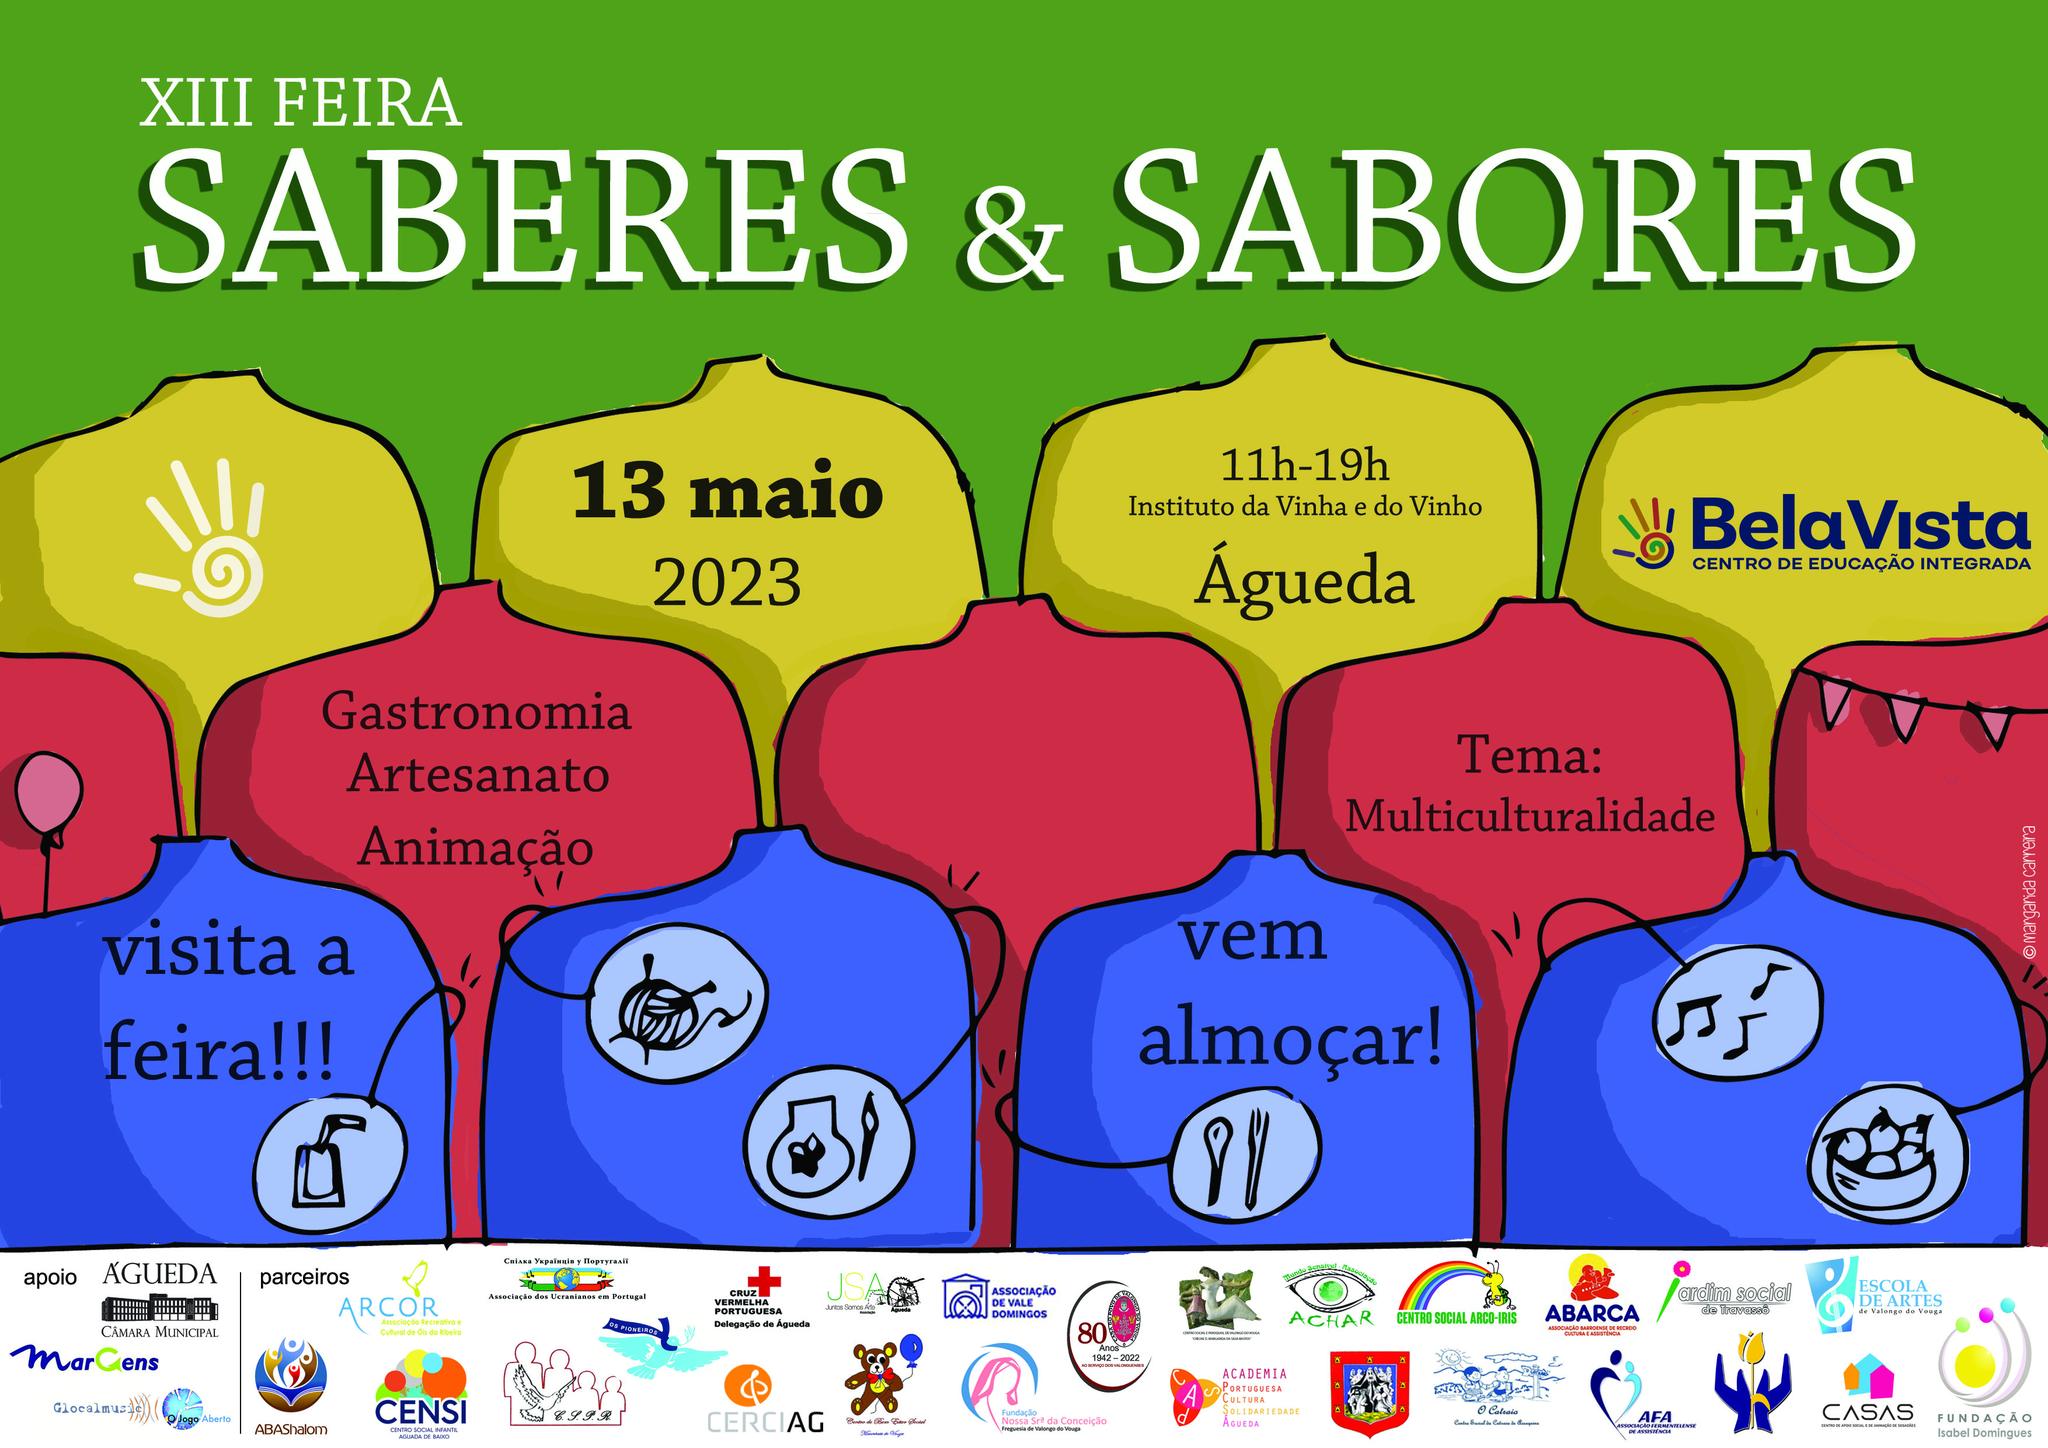 XIII FEIRA
SABERES & SABORES
13 maio
2023
11h-19h
Instituto da Vinha e do Vinho
Águeda
BelaVista
CENTRO DE EDUCAÇÃO INTEGRADA
Gastronomia
Artesanato
Animação
Tema:
Multiculturalidade
visita a
feira!!!
vem
almoçar!
© margarida carreira
apoio
ÁGUEDA
CÂMARA MUNICIPAL
MarGens
Glocalmusic
O Jogo Aberto
parceiros
ARCOR
Associação Recreativa e
Cultural de Óis da Ribeira
Спілка Українців у Португалії
Associação dos Ucranianos em Portugal
CRUZ
VERMELHA
PORTUGUESA
Delegação de Águeda
JSA
Juntos Somos Arte
Águeda
ASSOCIAÇÃO
DE VALE
DOMINGOS
80
Anos
1942 – 2022
AO SERVIÇO DOS VALONGUENSES
ACHAR
CENTRO SOCIAL ARCO-IRIS
ABARCA
ASSOCIAÇÃO BARROENSE DE RECREIO
CULTURA E ASSISTÊNCIA
Jardim social
de Travassô
ESCOLA
DE ARTES
de Valongo do Vouga
ABAShalom
CENSI
CENTRO SOCIAL INFANTIL
AGUADA DE BAIXO
C.S.P.R.
OS PIONEIROS
CERCIAG
Centro de Bem Estar Social
Fundação
Nossa Srª da Conceição
Freguesia de Valongo do Vouga
ACADEMIA
PORTUGUESA
CULTURA
SOLIDARIEDADE
ÁGUEDA
O Catraio
AFA
ASSOCIAÇÃO FERMENTELENSE
DE ASSISTÊNCIA
CASAS
FUNDAÇÃO
Isabel Domingues